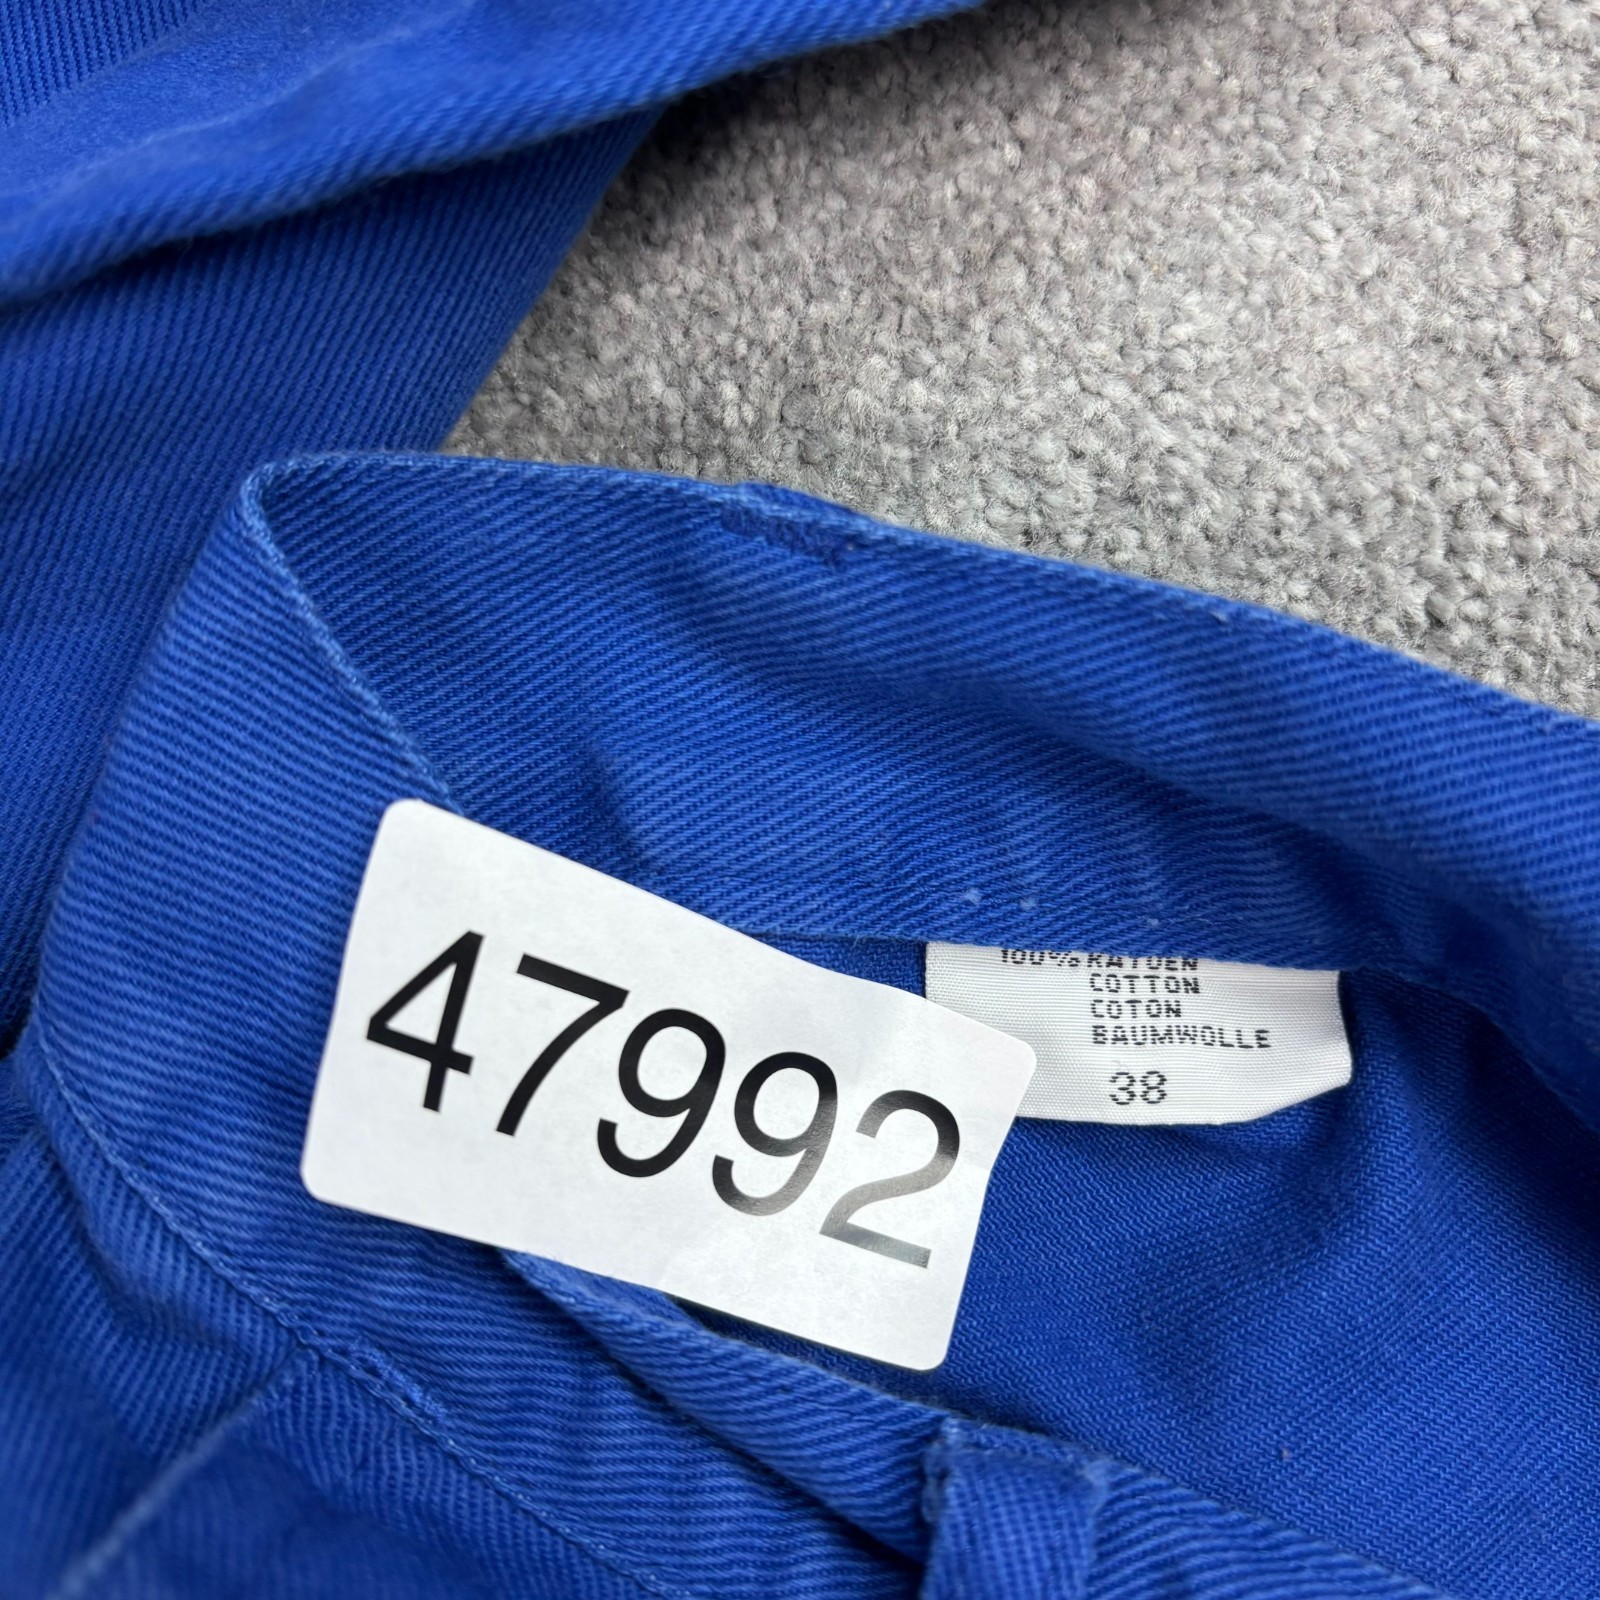 47992
100% KATOEN
COTTON
COTON
BAUMWOLLE
38